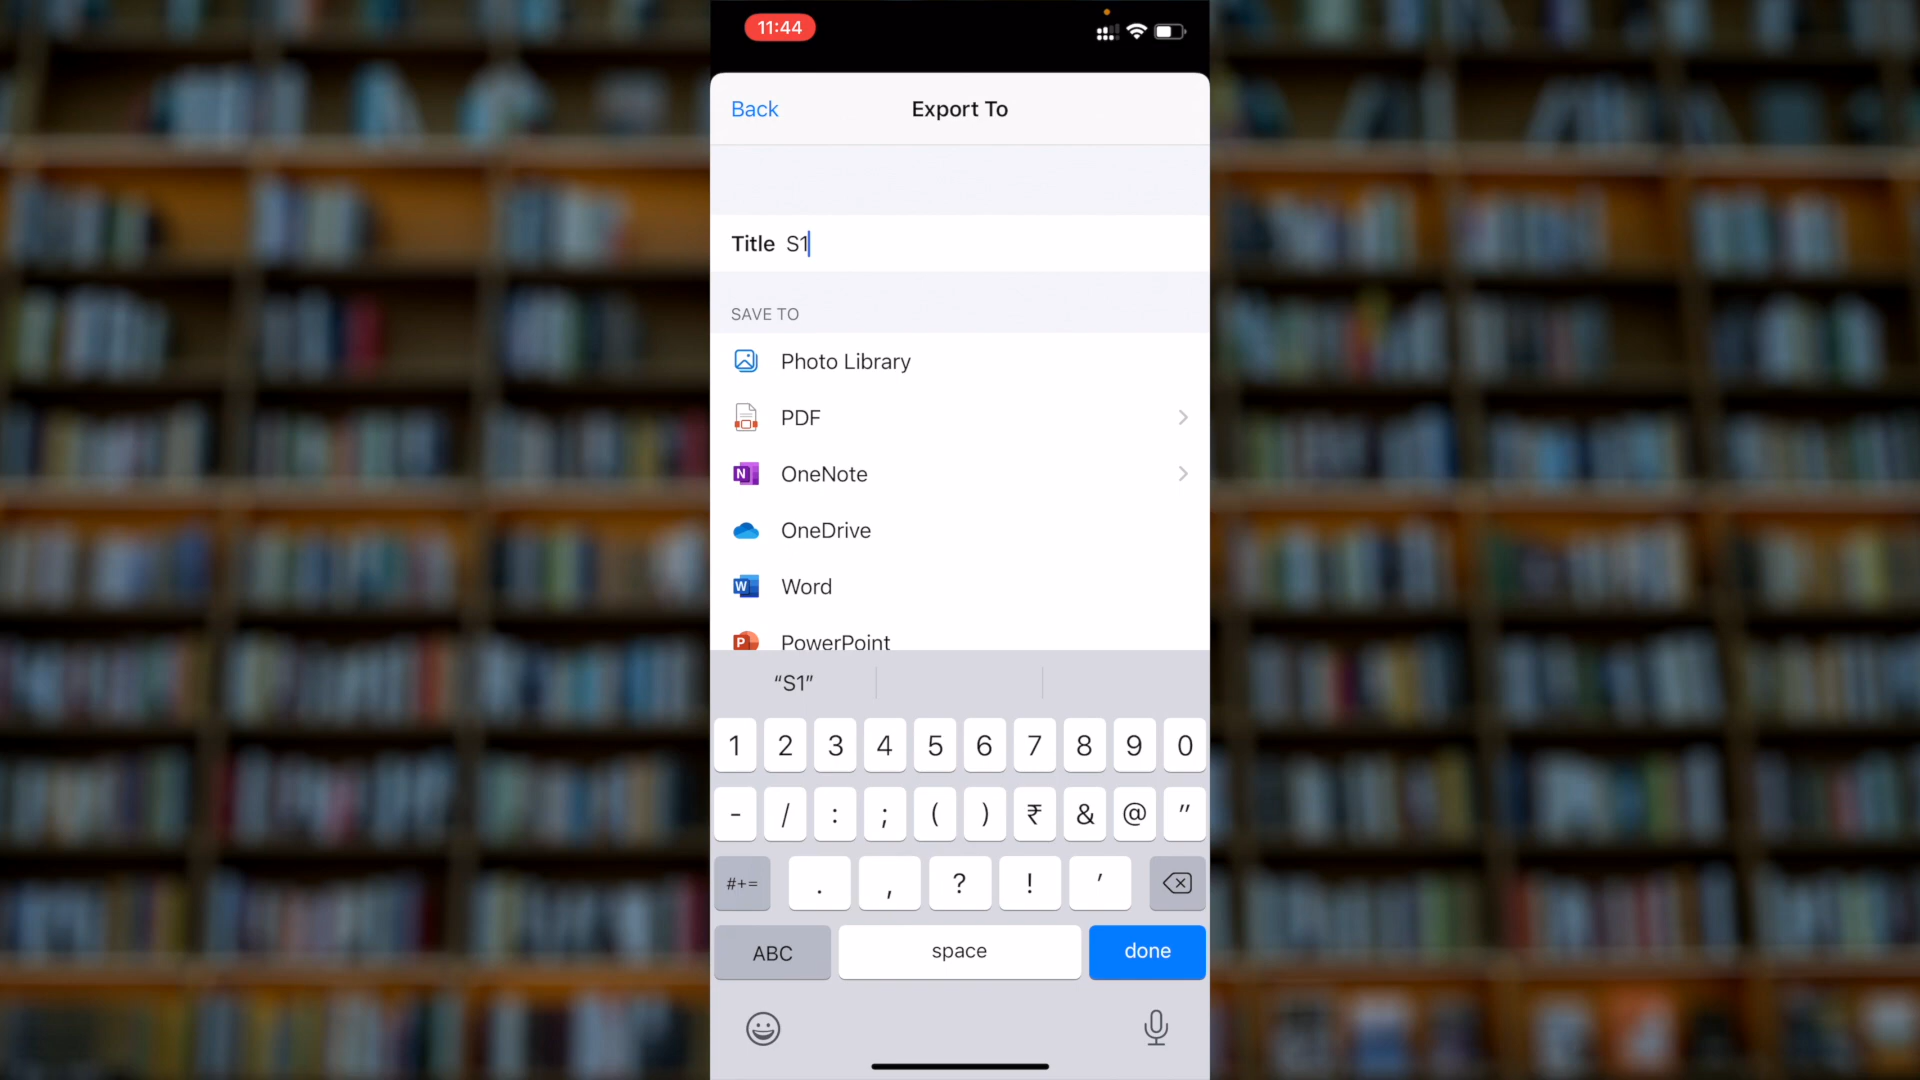 11:44
Back
Export To
Title S1
SAVE TO
Photo Library
PDF
N OneNote
OneDrive
W Word
P PowerPoint
“S1”
1 2 3 4 5 6 7 8 9 0
- / : ; ( ) ₹ & @ "
#+= . , ? ! '
ABC space done